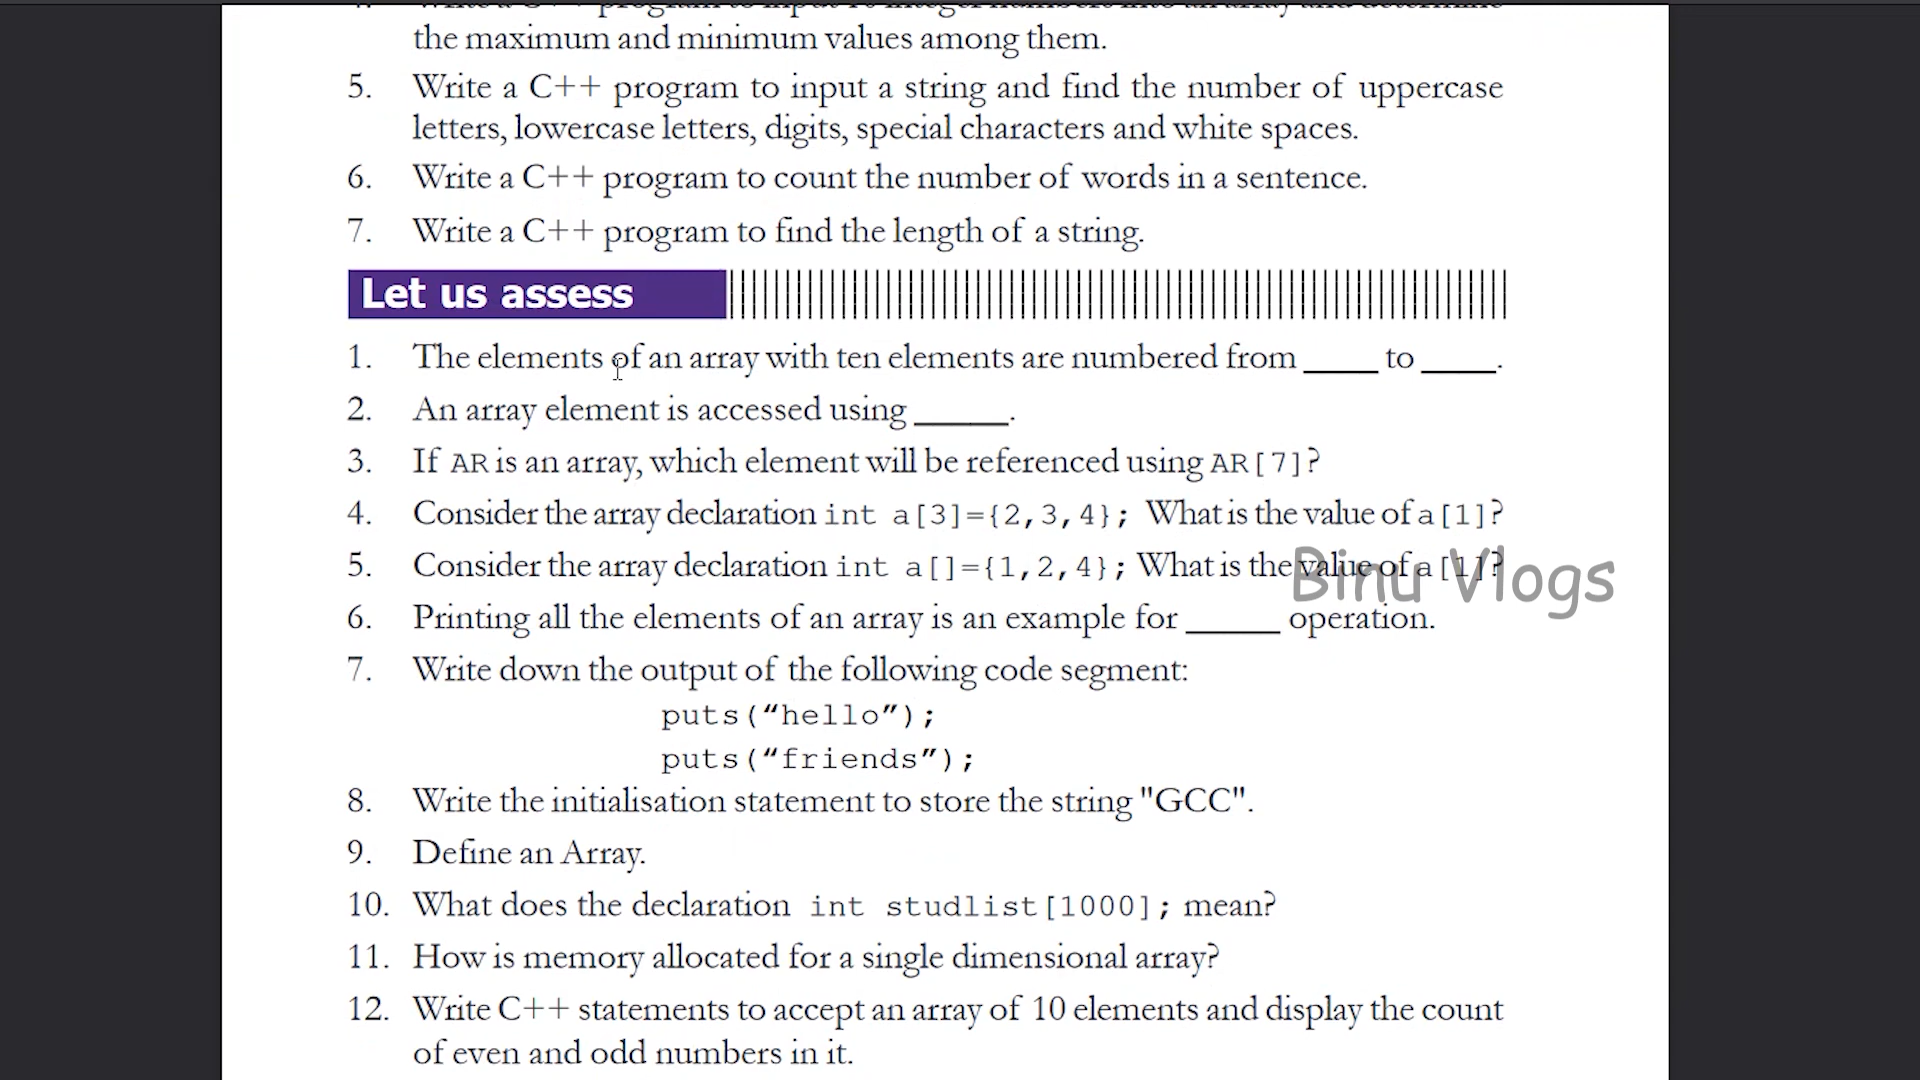 the maximum and minimum values among them.
5. Write a C++ program to input a string and find the number of uppercase
letters, lowercase letters, digits, special characters and white spaces.
6. Write a C++ program to count the number of words in a sentence.
7. Write a C++ program to find the length of a string.
Let us assess
1. The elements of an array with ten elements are numbered from ____ to ____.
2. An array element is accessed using _____.
3. If AR is an array, which element will be referenced using AR[7]?
4. Consider the array declaration int a[3]={2,3,4}; What is the value of a[1]?
5. Consider the array declaration int a[]={1,2,4}; What is the value of a[1]?
Binu Vlogs
6. Printing all the elements of an array is an example for _____ operation.
7. Write down the output of the following code segment:
puts(“hello”);
puts(“friends”);
8. Write the initialisation statement to store the string "GCC".
9. Define an Array.
10. What does the declaration int studlist[1000]; mean?
11. How is memory allocated for a single dimensional array?
12. Write C++ statements to accept an array of 10 elements and display the count
of even and odd numbers in it.